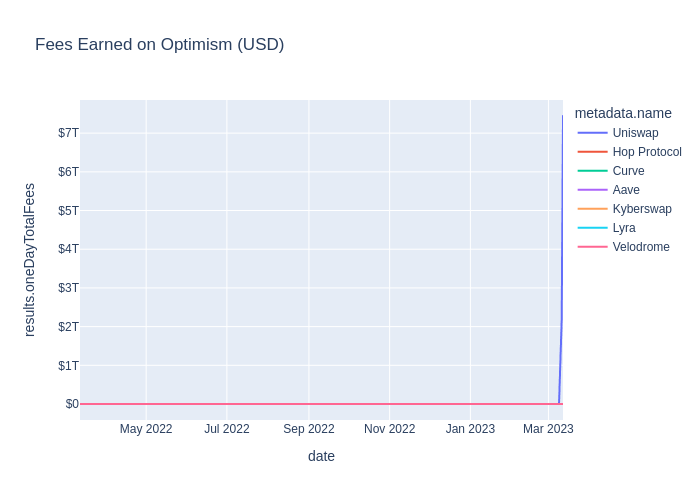 Fees Earned on Optimism (USD)
metadata.name
Uniswap
Hop Protocol
Curve
Aave
Kyberswap
Lyra
Velodrome
results.oneDayTotalFees
$7T
$6T
$5T
$4T
$3T
$2T
$1T
$0
May 2022
Jul 2022
Sep 2022
Nov 2022
Jan 2023
Mar 2023
date